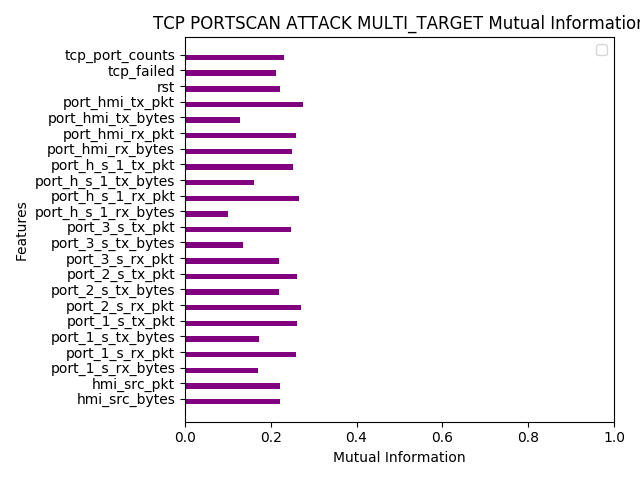 TCP PORTSCAN ATTACK MULTI_TARGET Mutual Information
tcp_port_counts
tcp_failed
rst
port_hmi_tx_pkt
port_hmi_tx_bytes
port_hmi_rx_pkt
port_hmi_rx_bytes
port_h_s_1_tx_pkt
port_h_s_1_tx_bytes
port_h_s_1_rx_pkt
port_h_s_1_rx_bytes
port_3_s_tx_pkt
port_3_s_tx_bytes
port_3_s_rx_pkt
port_2_s_tx_pkt
port_2_s_tx_bytes
port_2_s_rx_pkt
port_1_s_tx_pkt
port_1_s_tx_bytes
port_1_s_rx_pkt
port_1_s_rx_bytes
hmi_src_pkt
hmi_src_bytes
Features
0.0 0.2 0.4 0.6 0.8 1.0
Mutual Information